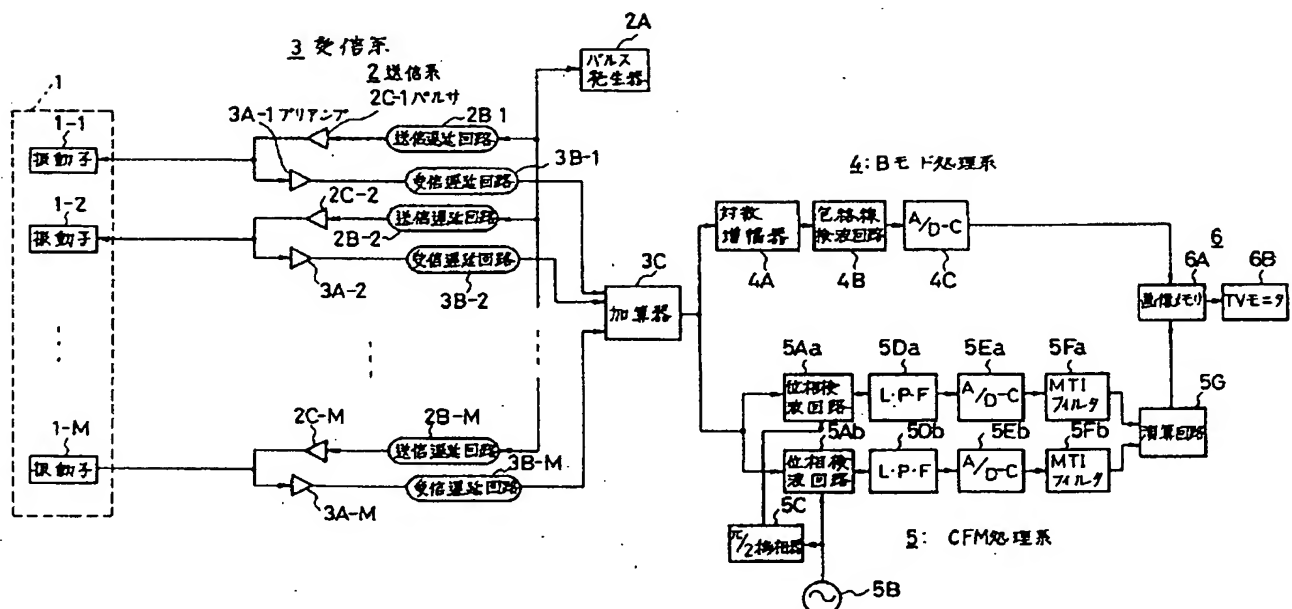 3 受信系
2 送信系
2A
パルス
発生器
1
3A-1 プリアンプ
2C-1 パルサ
2B 1
送信遅延回路
1-1
振動子
3B-1
受信遅延回路
2C-2
送信遅延回路
2B-2
1-2
振動子
受信遅延回路
3A-2
3B-2
3C
加算器
4: Bモード処理系
対数
増幅器
4A
包絡線
検波回路
4B
A/D-C
4C
6
6A
画像メモリ
6B
TVモニタ
5Aa
位相検
波回路
5Da
L・P・F
5Ea
A/D-C
5Fa
MTI
フィルタ
5G
演算回路
5Ab
位相検
波回路
5Db
L・P・F
5Eb
A/D-C
5Fb
MTI
フィルタ
5C
π/2移相器
5: CFM処理系
5B
1-M
振動子
2C-M
2B-M
送信遅延回路
3B-M
受信遅延回路
3A-M